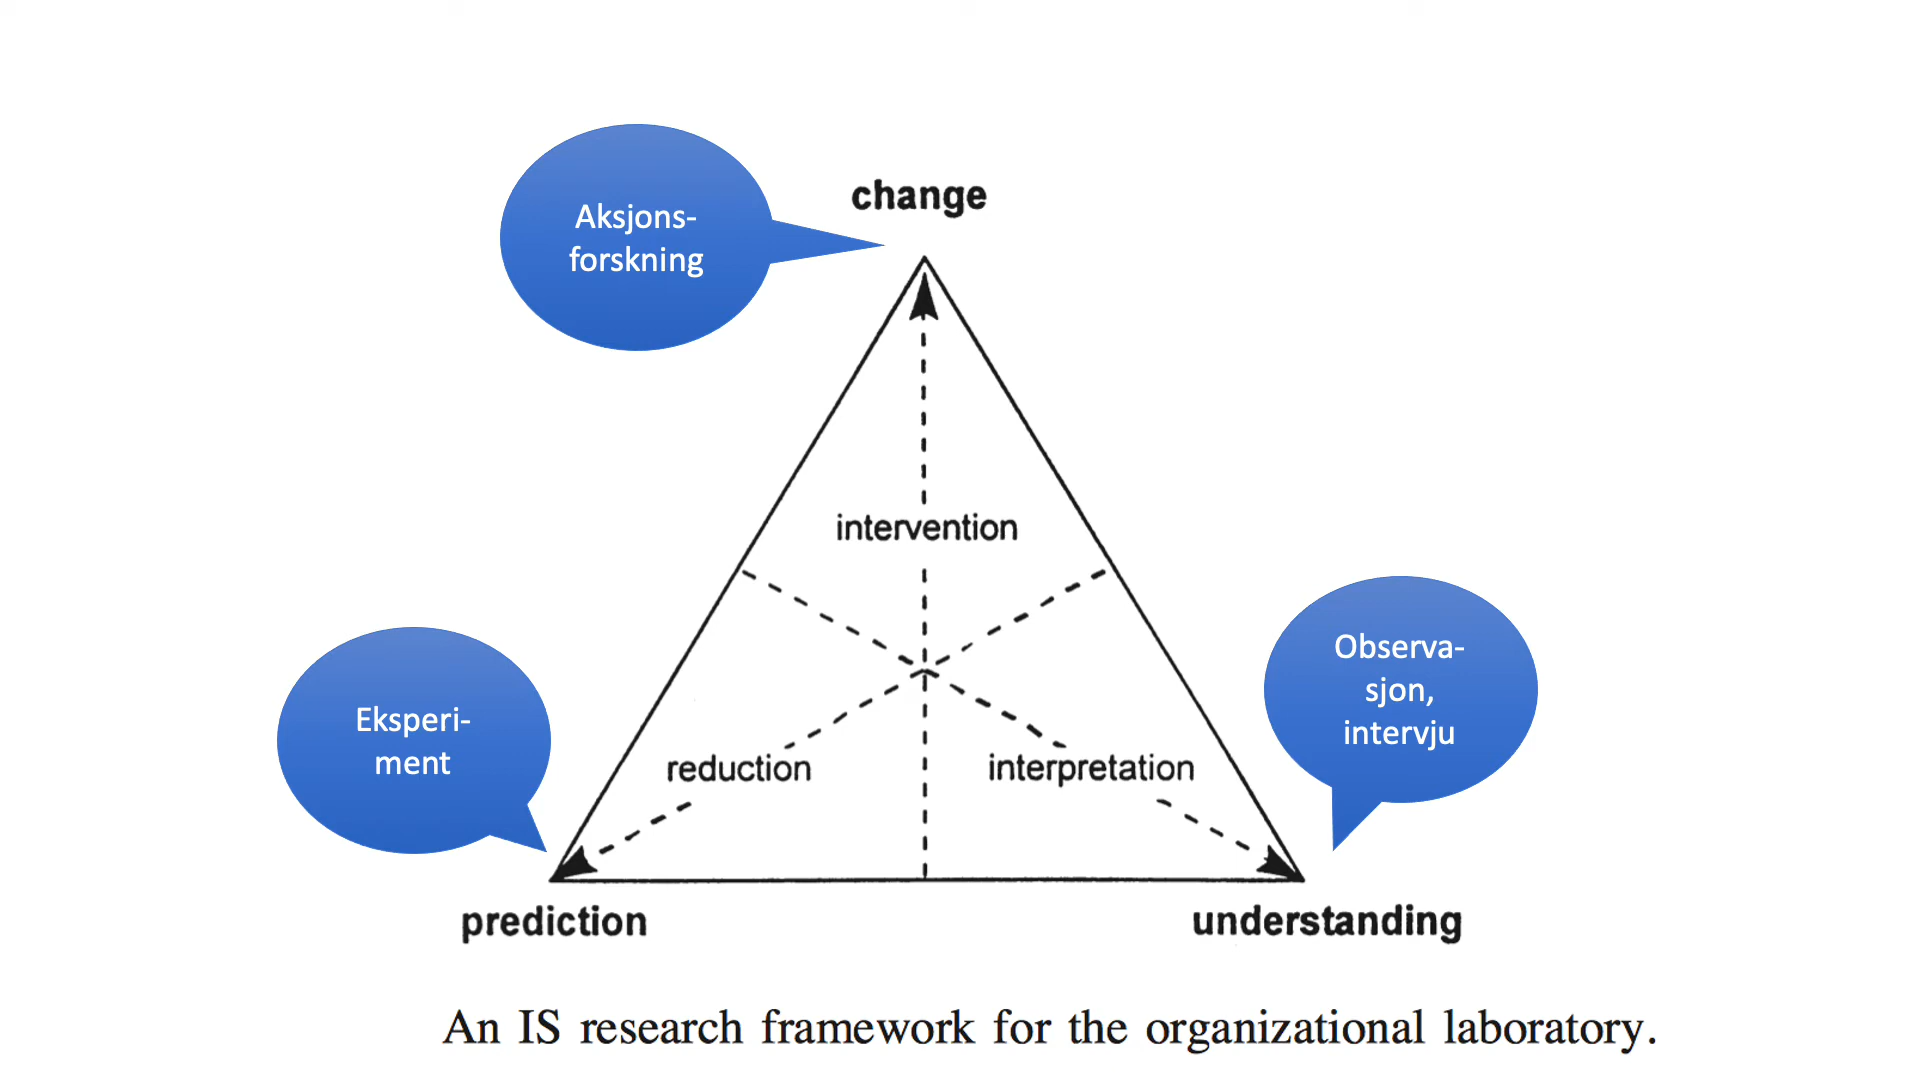 Aksjons-
forskning
change
intervention
Eksperi-
ment
Observa-
sjon,
intervju
reduction
interpretation
prediction
understanding
An IS research framework for the organizational laboratory.